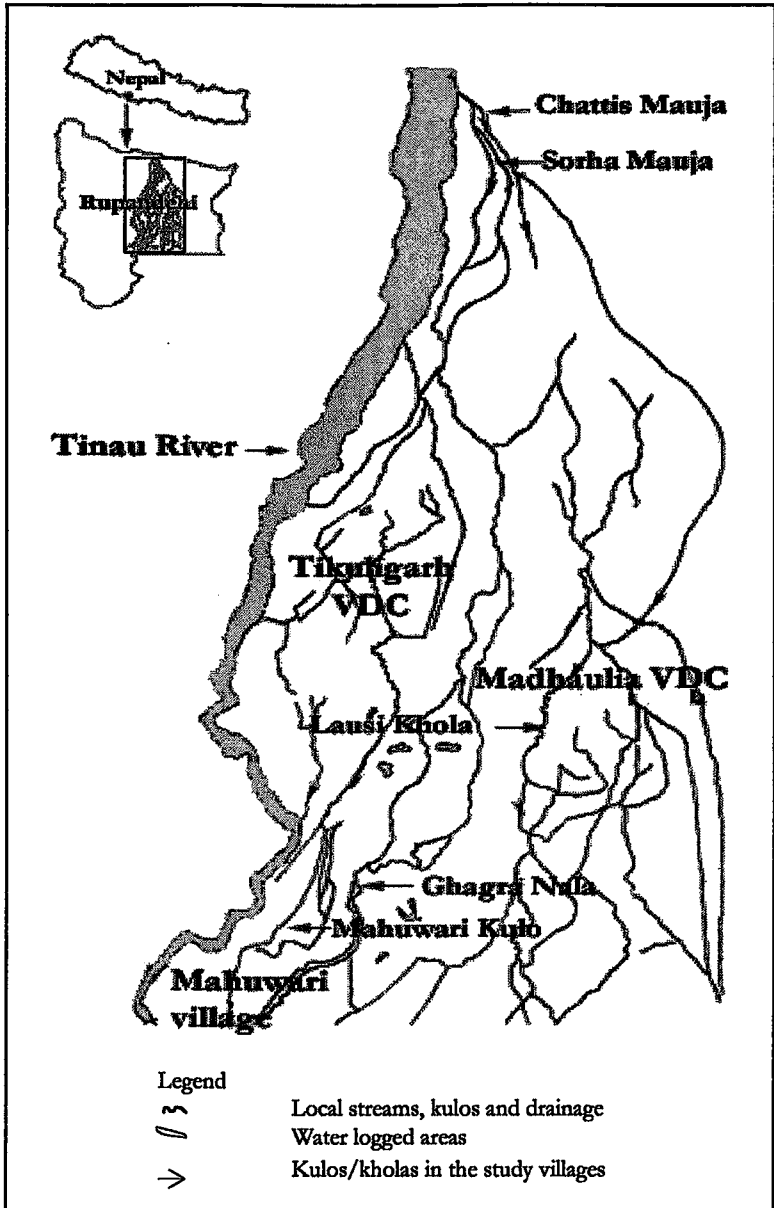 Nepal
Rupandehi
Chattis Mauja
Sorha Mauja
Tinau River
Tikuligarh
VDC
Madhaulia VDC
Lausi Khola
Ghagra Nala
Mahuwari Kulo
Mahuwari
village
Legend
Local streams, kulos and drainage
Water logged areas
Kulos/kholas in the study villages